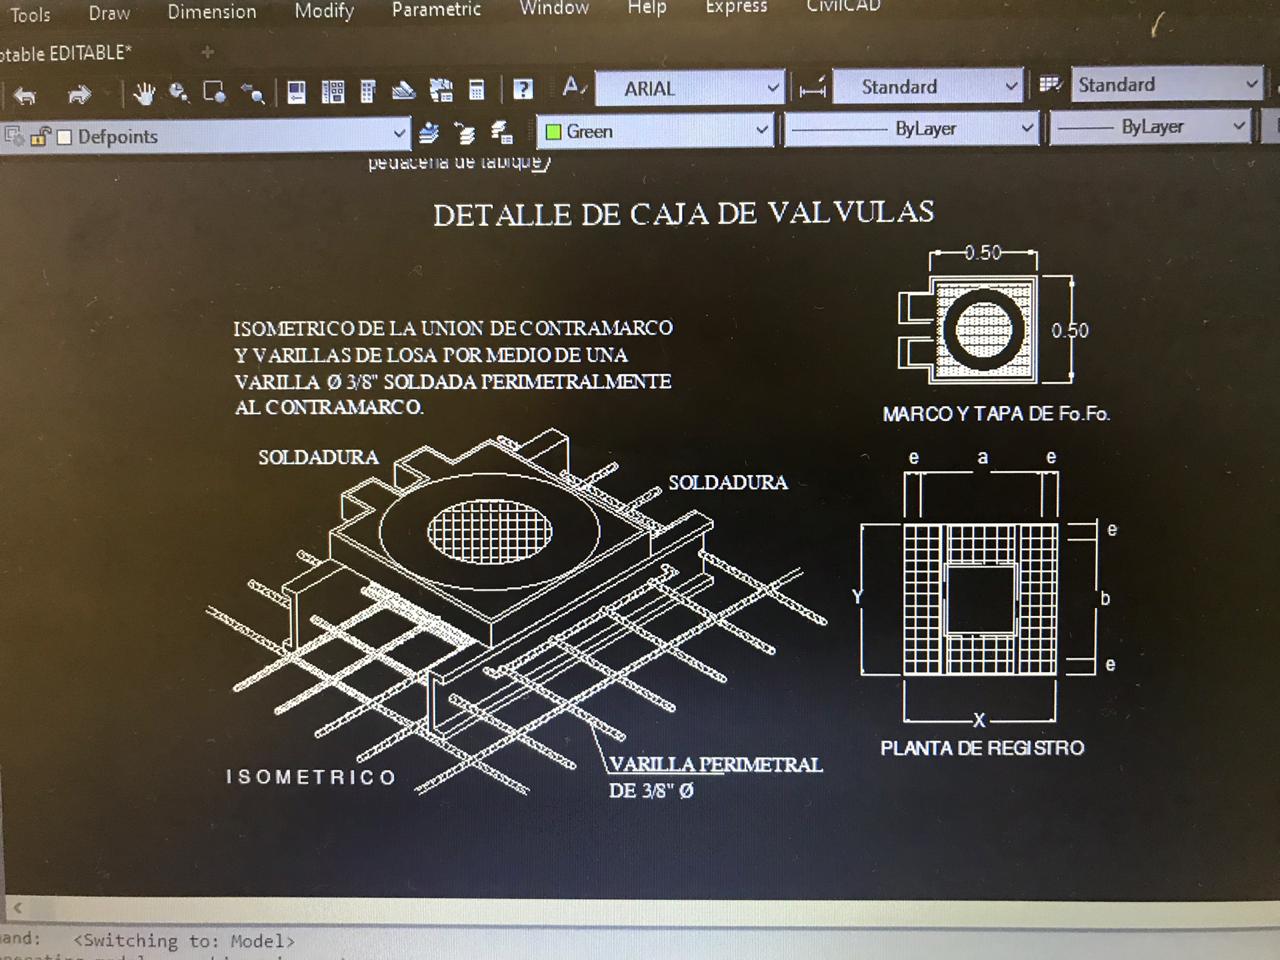 Tools Draw Dimension Modify Parametric Window Help Express CivilCAD
otable EDITABLE*
ARIAL Standard Standard
Defpoints Green ByLayer ByLayer
pedaceria de tabique)
DETALLE DE CAJA DE VALVULAS
0.50
0.50
MARCO Y TAPA DE Fo.Fo.
ISOMETRICO DE LA UNION DE CONTRAMARCO
Y VARILLAS DE LOSA POR MEDIO DE UNA
VARILLA Ø 3/8" SOLDADA PERIMETRALMENTE
AL CONTRAMARCO.
SOLDADURA
SOLDADURA
e a e
e
Y
b
e
X
PLANTA DE REGISTRO
VARILLA PERIMETRAL
DE 3/8" Ø
ISOMETRICO
and: <Switching to: Model>